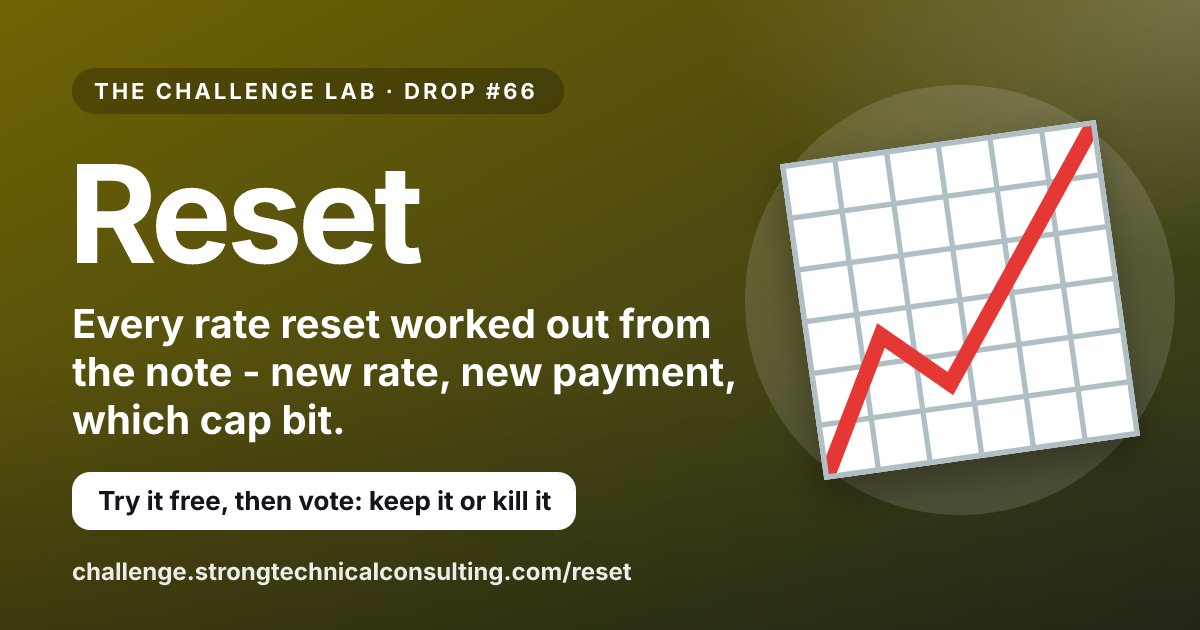 THE CHALLENGE LAB · DROP #66
Reset
Every rate reset worked out from
the note - new rate, new payment,
which cap bit.
Try it free, then vote: keep it or kill it
challenge.strongtechnicalconsulting.com/reset